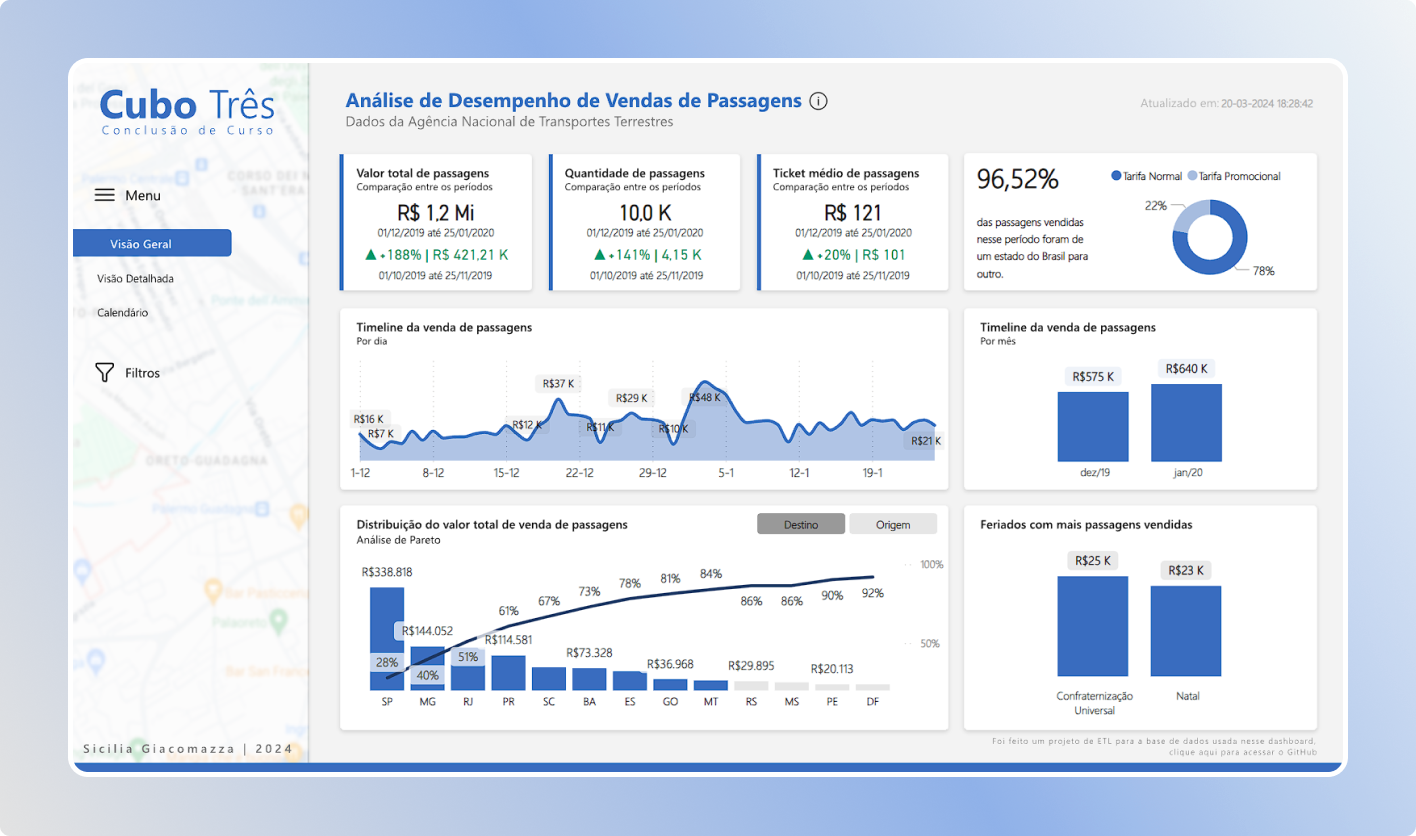 Cubo Três
Conclusão de Curso
Menu
Visão Geral
Visão Detalhada
Calendário
Filtros
Sicilia Giacomazza | 2024
Análise de Desempenho de Vendas de Passagens
Dados da Agência Nacional de Transportes Terrestres
Atualizado em: 20-03-2024 18:28:42
Valor total de passagens
Comparação entre os períodos
R$ 1,2 Mi
01/12/2019 até 25/01/2020
▲+188% | R$ 421,21 K
01/10/2019 até 25/11/2019
Quantidade de passagens
Comparação entre os períodos
10,0 K
01/12/2019 até 25/01/2020
▲+141% | 4,15 K
01/10/2019 até 25/11/2019
Ticket médio de passagens
Comparação entre os períodos
R$ 121
01/12/2019 até 25/01/2020
▲+20% | R$ 101
01/10/2019 até 25/11/2019
96,52%
das passagens vendidas
nesse período foram de
um estado do Brasil para
outro.
Tarifa Normal Tarifa Promocional
22%
78%
Timeline da venda de passagens
Por dia
R$16 K R$7 K R$12 K R$37 K R$11 K R$29 K R$10 K R$48 K R$21 K
1-12 8-12 15-12 22-12 29-12 5-1 12-1 19-1
Timeline da venda de passagens
Por mês
R$575 K R$640 K
dez/19 jan/20
Distribuição do valor total de venda de passagens
Análise de Pareto
Destino Origem
R$338.818 R$144.052 R$114.581 R$73.328 R$36.968 R$29.895 R$20.113
28% 40% 51% 61% 67% 73% 78% 81% 84% 86% 86% 90% 92%
100%
50%
SP MG RJ PR SC BA ES GO MT RS MS PE DF
Feriados com mais passagens vendidas
R$25 K R$23 K
Confraternização
Universal
Natal
Foi feito um projeto de ETL para a base de dados usada nesse dashboard,
clique aqui para acessar o GitHub